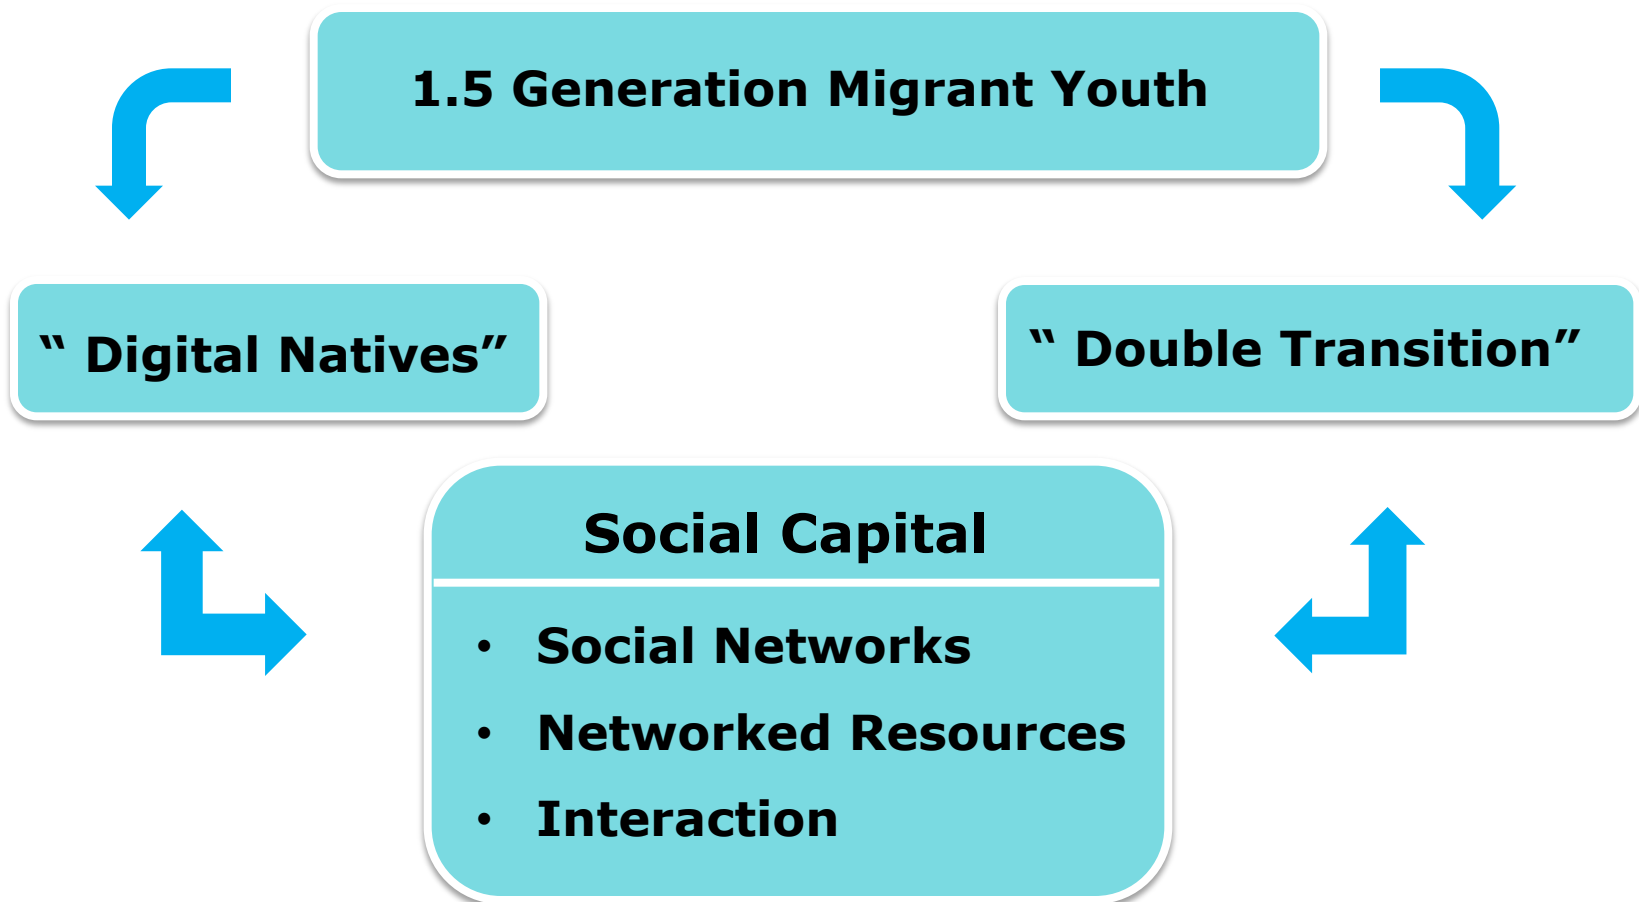 1.5 Generation Migrant Youth
“ Digital Natives”
“ Double Transition”
Social Capital
• Social Networks
• Networked Resources
• Interaction